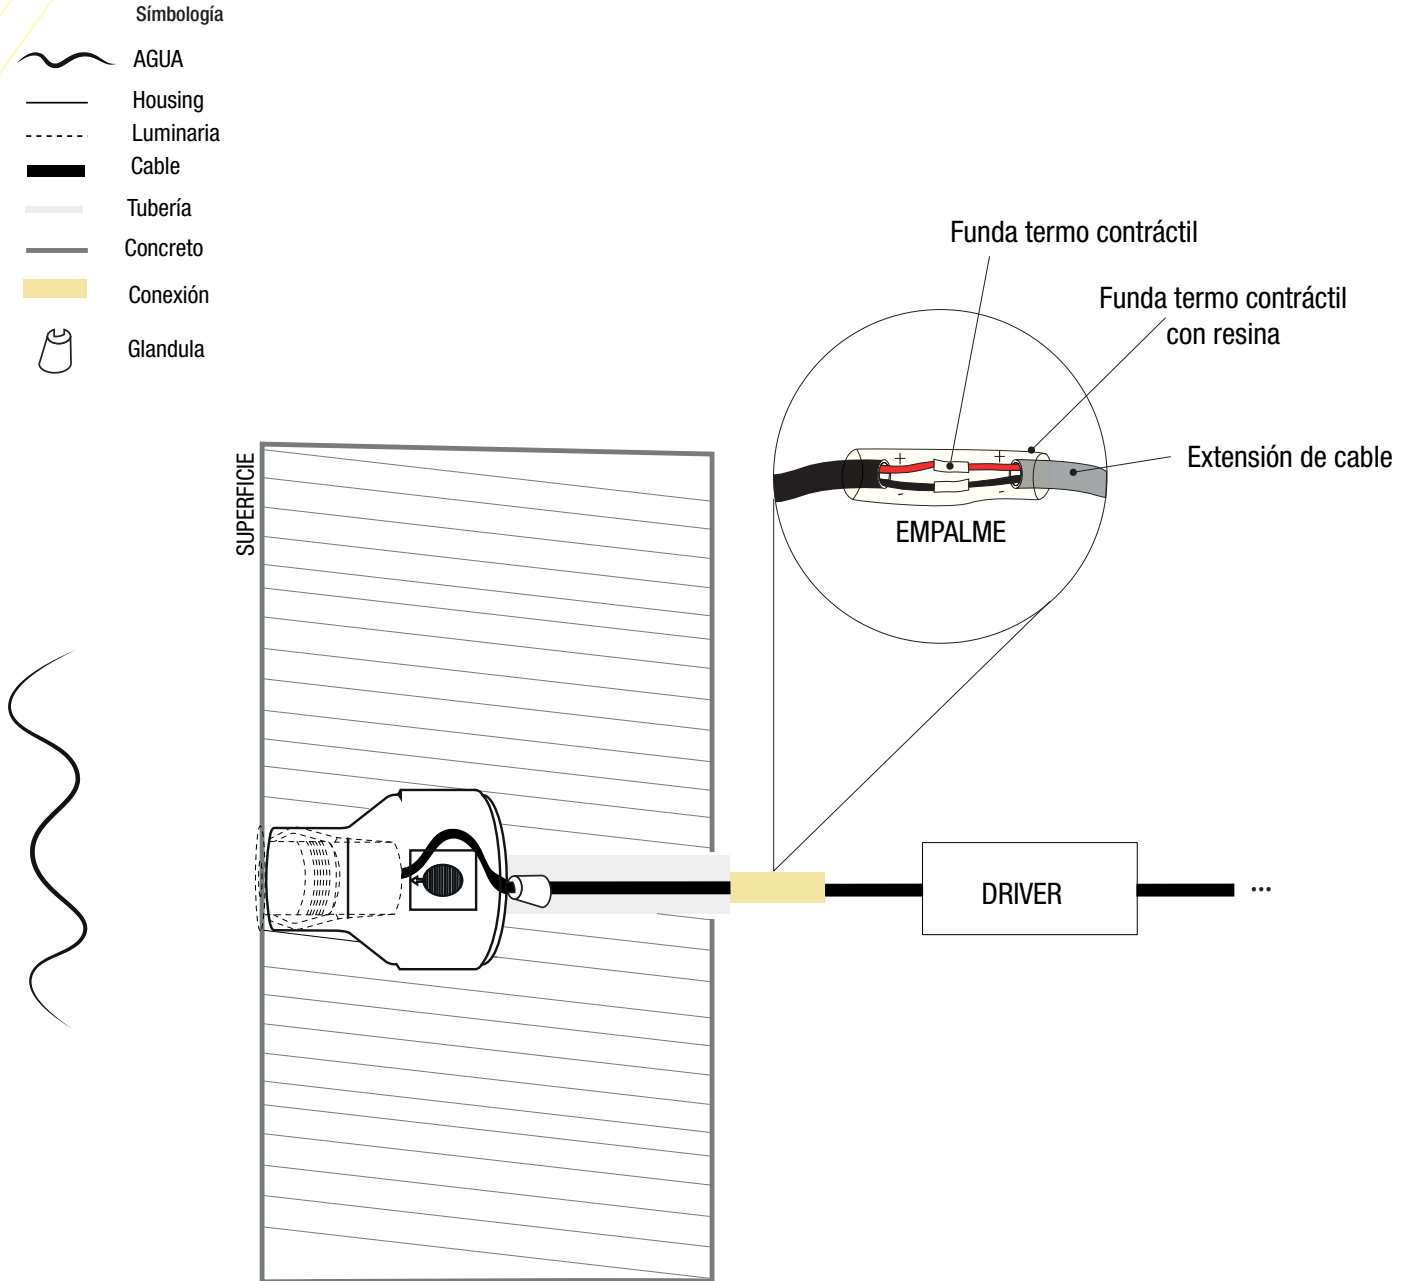 Símbología
AGUA
Housing
Luminaria
Cable
Tubería
Concreto
Conexión
Glandula
Funda termo contráctil
Funda termo contráctil
con resina
Extensión de cable
+ +
- -
EMPALME
SUPERFICIE
DRIVER
...